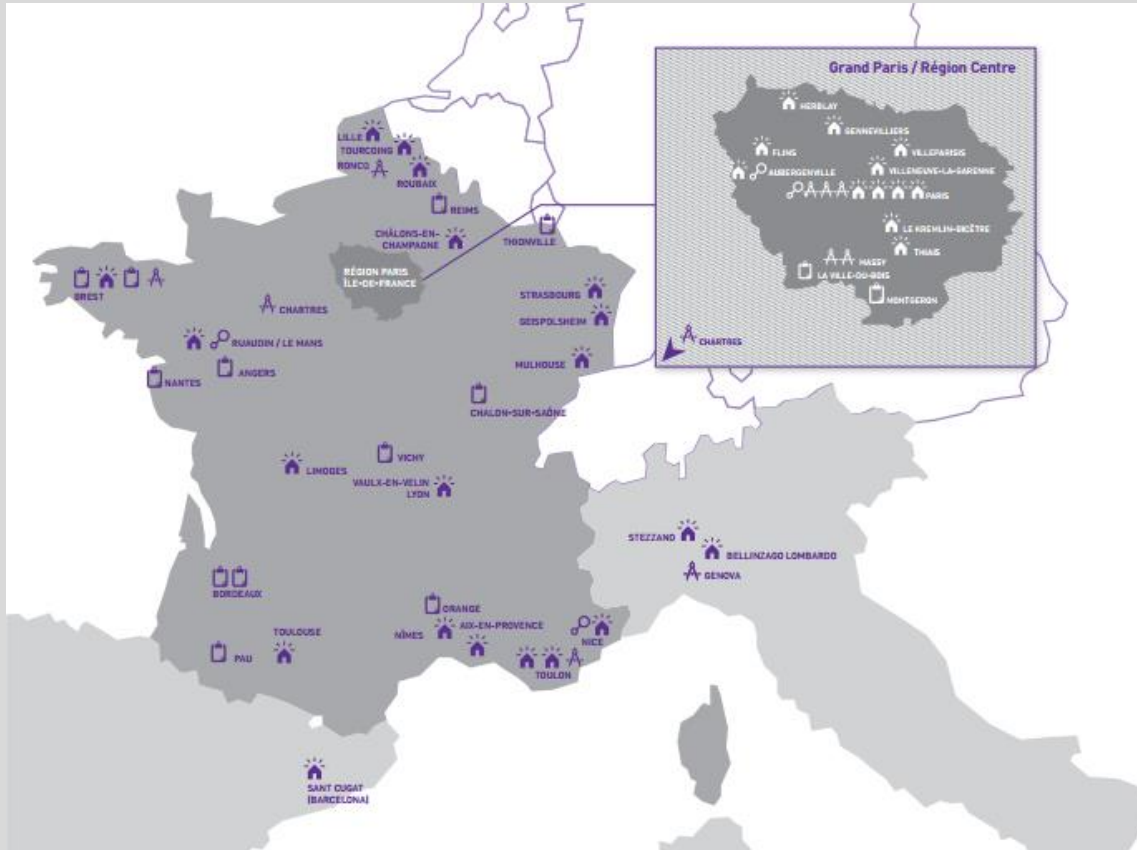 Grand Paris / Région Centre
HERBLAY
GENNEVILLIERS
FLINS
VILLEPARISIS
AUBERGENVILLE
VILLENEUVE-LA-GARENNE
PARIS
LE KREMLIN-BICÊTRE
THIAIS
MASSY
LA VILLE-DU-BOIS
MONTGERON
CHARTRES
LILLE
TOURCOING
RONCQ
ROUBAIX
REIMS
CHÂLONS-EN-
CHAMPAGNE
THIONVILLE
RÉGION PARIS
ÎLE-DE-FRANCE
BREST
CHARTRES
STRASBOURG
GEISPOLSHEIM
RUAUDIN / LE MANS
MULHOUSE
ANGERS
NANTES
CHALON-SUR-SAÔNE
VICHY
LIMOGES
VAULX-EN-VELIN
LYON
STEZZANO
BELLINZAGO LOMBARDO
GENOVA
BORDEAUX
ORANGE
AIX-EN-PROVENCE
NÎMES
NICE
TOULOUSE
PAU
TOULON
SANT CUGAT
(BARCELONA)